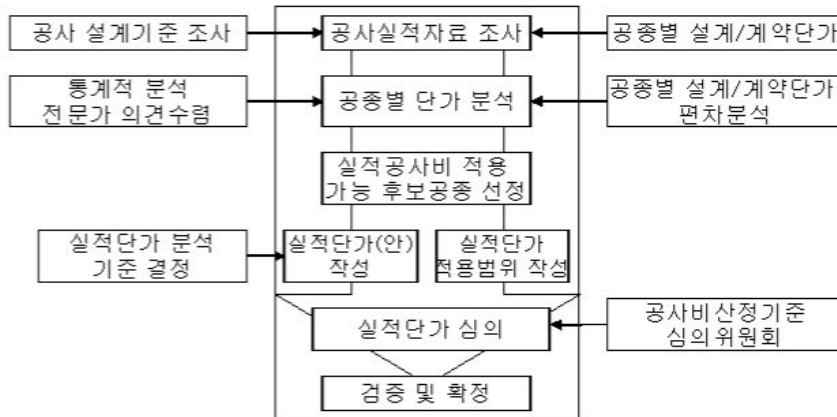 공사 설계기준 조사
공사실적자료 조사
공종별 설계/계약단가
통계적 분석
전문가 의견수렴
공종별 단가 분석
공종별 설계/계약단가
편차분석
실적공사비 적용
가능 후보공종 선정
실적단가 분석
기준 결정
실적단가(안)
작성
실적단가
적용범위 작성
실적단가 심의
공사비산정기준
심의위원회
검증 및 확정